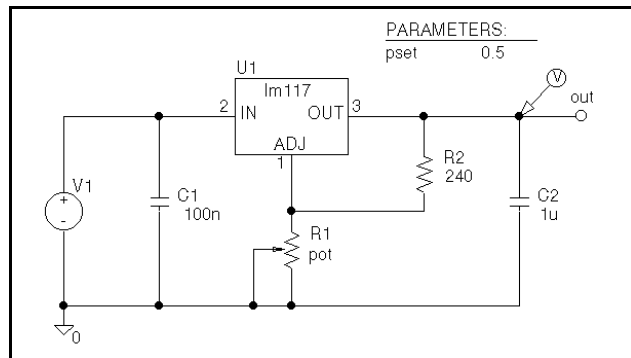 PARAMETERS:
pset 0.5
V
out
U1
lm117
2 IN OUT 3
ADJ
1
R2
240
C1
100n
C2
1u
V1
+
-
R1
pot
0